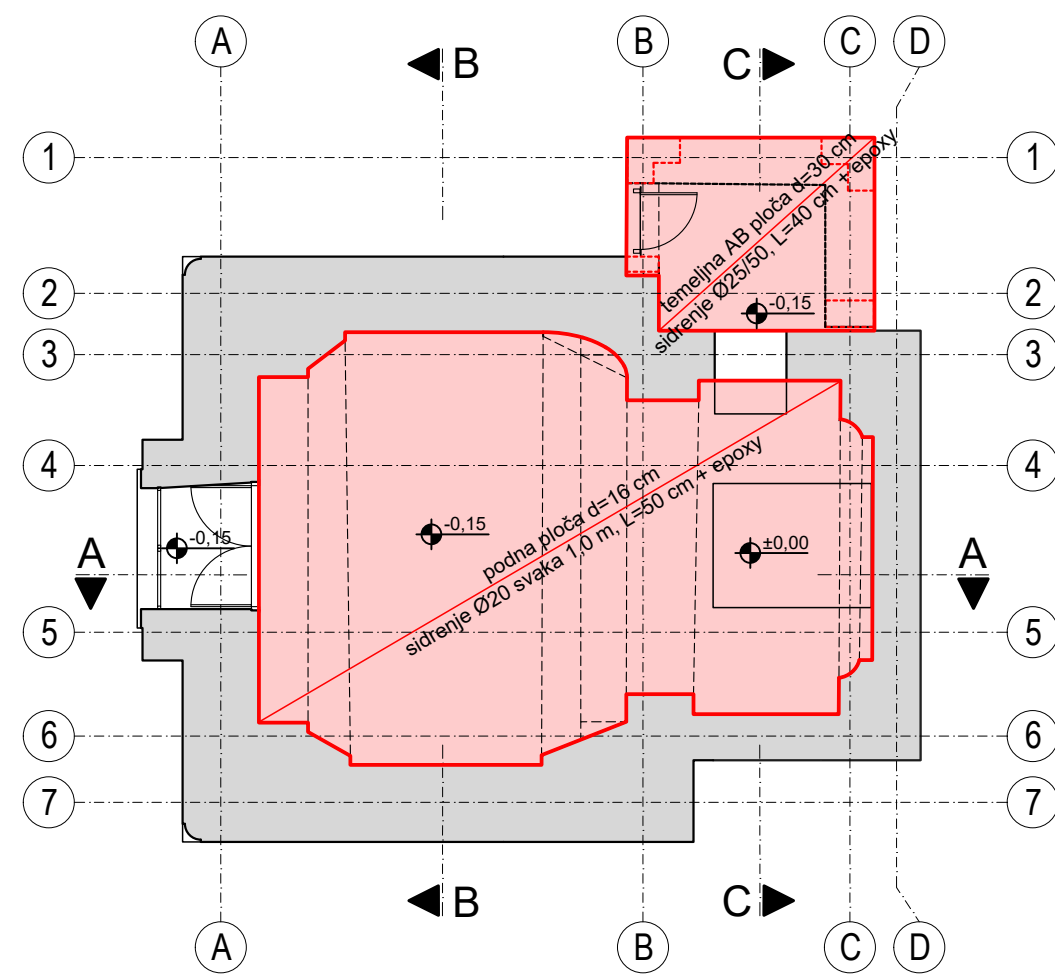 A
B
C
D
B
C
1
1
temeljna AB ploča d=30 cm
sidrenje Ø25/50, L=40 cm + epoxy
2
2
-0,15
3
3
4
4
podna ploča d=16 cm
sidrenje Ø20 svaka 1,0 m, L=50 cm + epoxy
-0,15
-0,15
±0,00
A
A
5
5
6
6
7
7
B
C
A
B
C
D